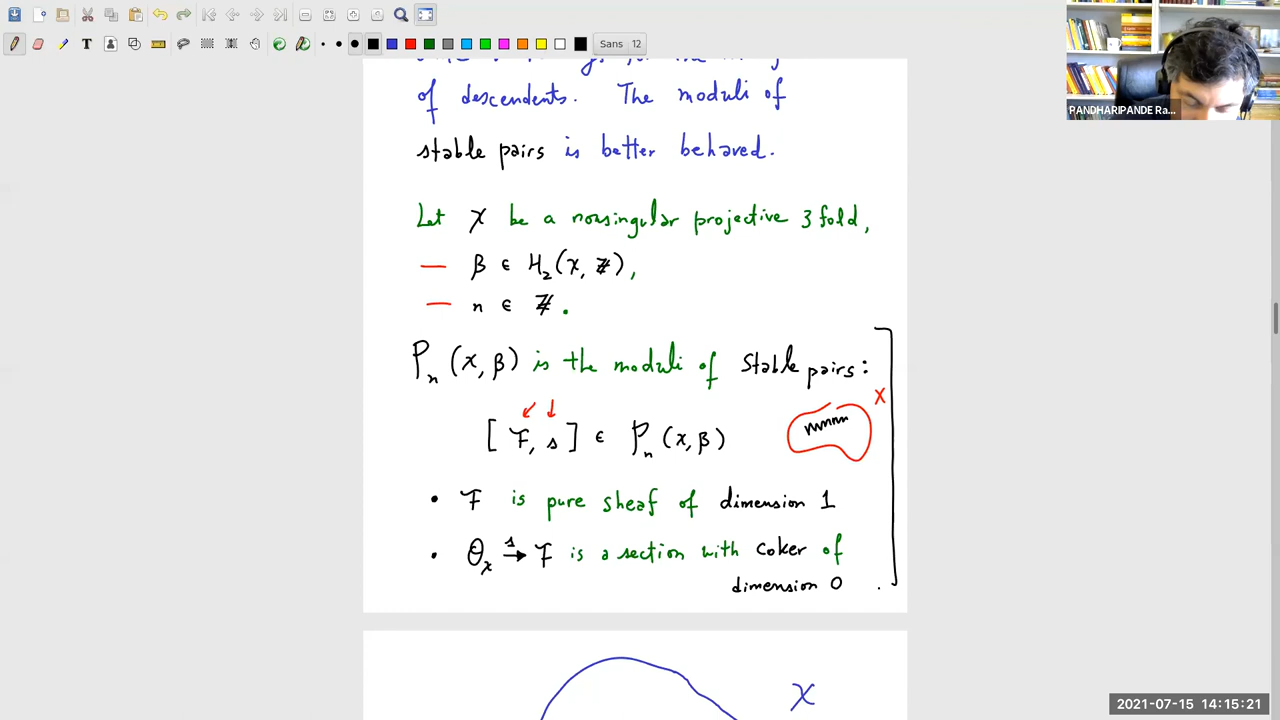 Sans 12
of descendents. The moduli of
stable pairs is better behaved.
Let X be a nonsingular projective 3fold,
— β ∈ H₂(X, ℤ),
— n ∈ ℤ.
Pₙ(X, β) is the moduli of Stable pairs:
X
[F, s] ∈ Pₙ(X, β)
• F is pure sheaf of dimension 1
• O_X →^s F is a section with coker of
dimension 0
X
PANDHARIPANDE Ra...
2021-07-15 14:15:21